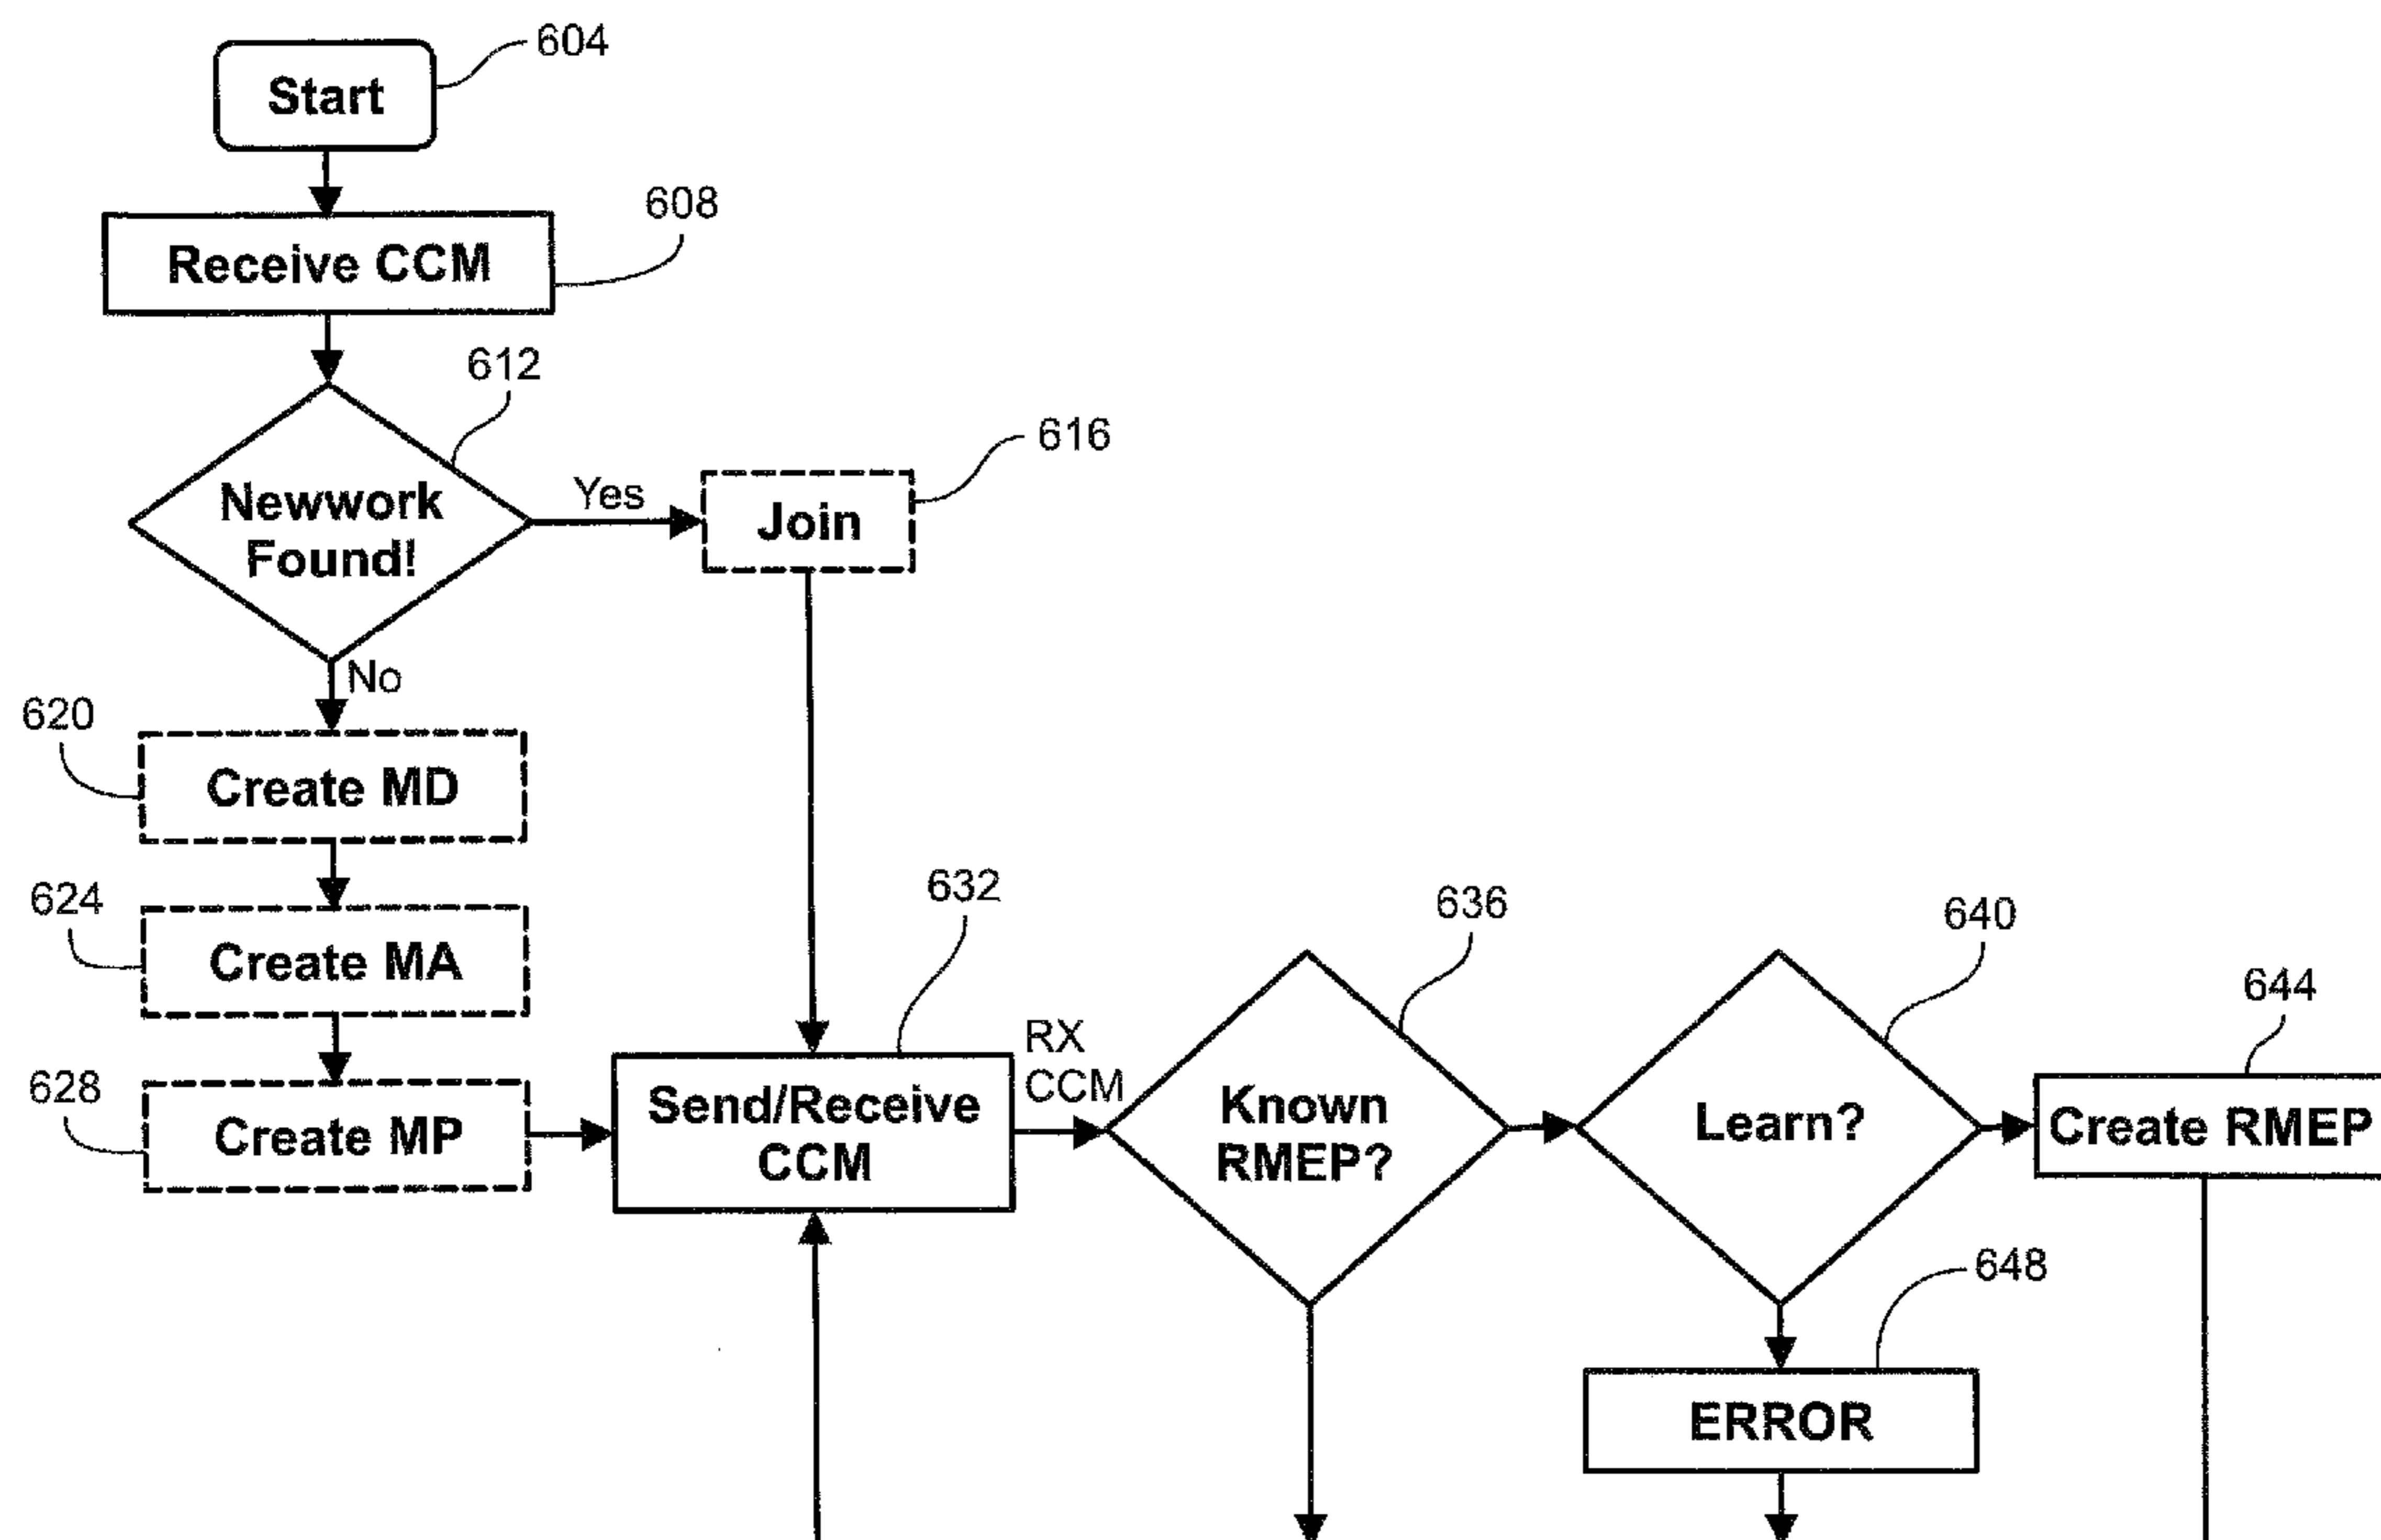 604
Start
608
Receive CCM
612
616
Newwork
Found!
Yes
Join
No
620
Create MD
624
Create MA
628
Create MP
632
Send/Receive
CCM
RX
CCM
636
Known
RMEP?
640
Learn?
644
Create RMEP
648
ERROR